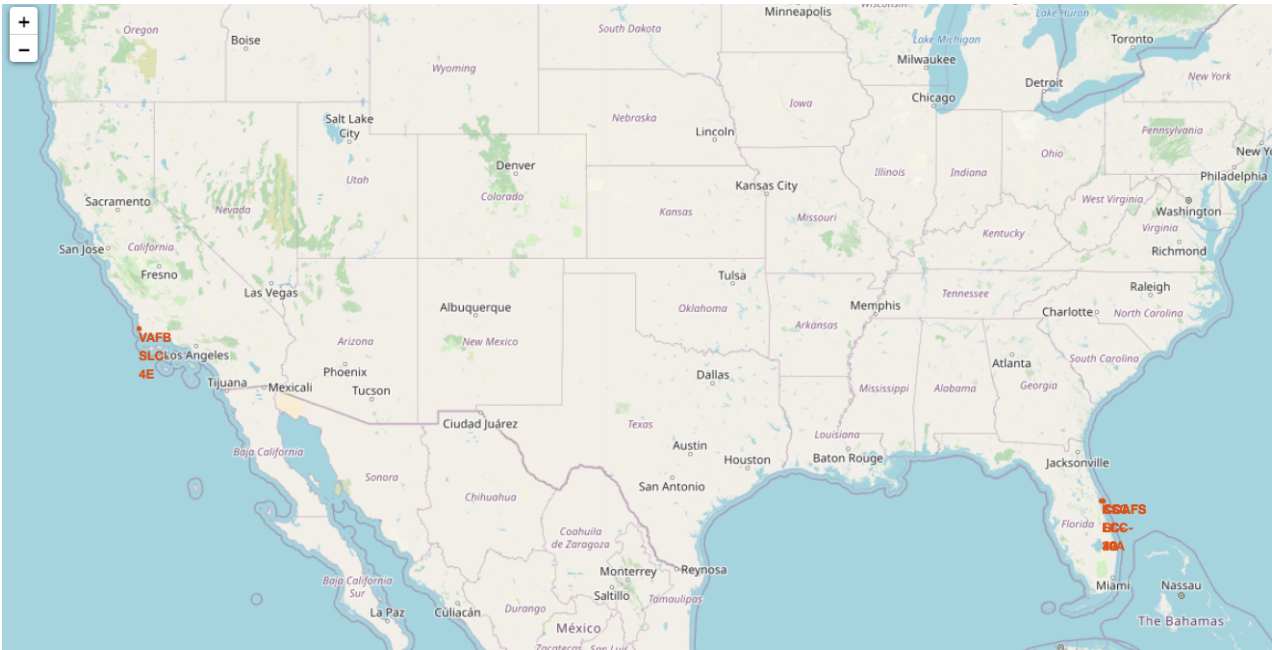 +
−
Oregon
Boise
South Dakota
Minneapolis
Wisconsin
Lake Huron
Toronto
Lake Michigan
Milwaukee
Wyoming
Detroit
New York
Chicago
Iowa
Salt Lake
City
Nebraska
Lincoln
Pennsylvania
Ohio
Denver
Utah
Colorado
Illinois
Indiana
Philadelphia
Kansas City
Sacramento
Nevada
Kansas
Missouri
West Virginia
Washington
Virginia
Kentucky
San Jose
California
Richmond
Fresno
Las Vegas
Tulsa
Raleigh
Albuquerque
Oklahoma
Memphis
Tennessee
Charlotte
North Carolina
Arkansas
VAFB
SLC-
4E
Los Angeles
Arizona
New Mexico
South Carolina
Phoenix
Dallas
Atlanta
Tijuana
Mexicali
Tucson
Mississippi
Alabama
Georgia
Ciudad Juárez
Texas
Louisiana
Austin
Houston
Baton Rouge
Jacksonville
Baja California
Sonora
San Antonio
Chihuahua
Florida
Coahuila
de Zaragoza
Monterrey
Reynosa
Baja California
Sur
Saltillo
Tamaulipas
Miami
Nassau
La Paz
Culiacán
Durango
México
The Bahamas
Zacatecas